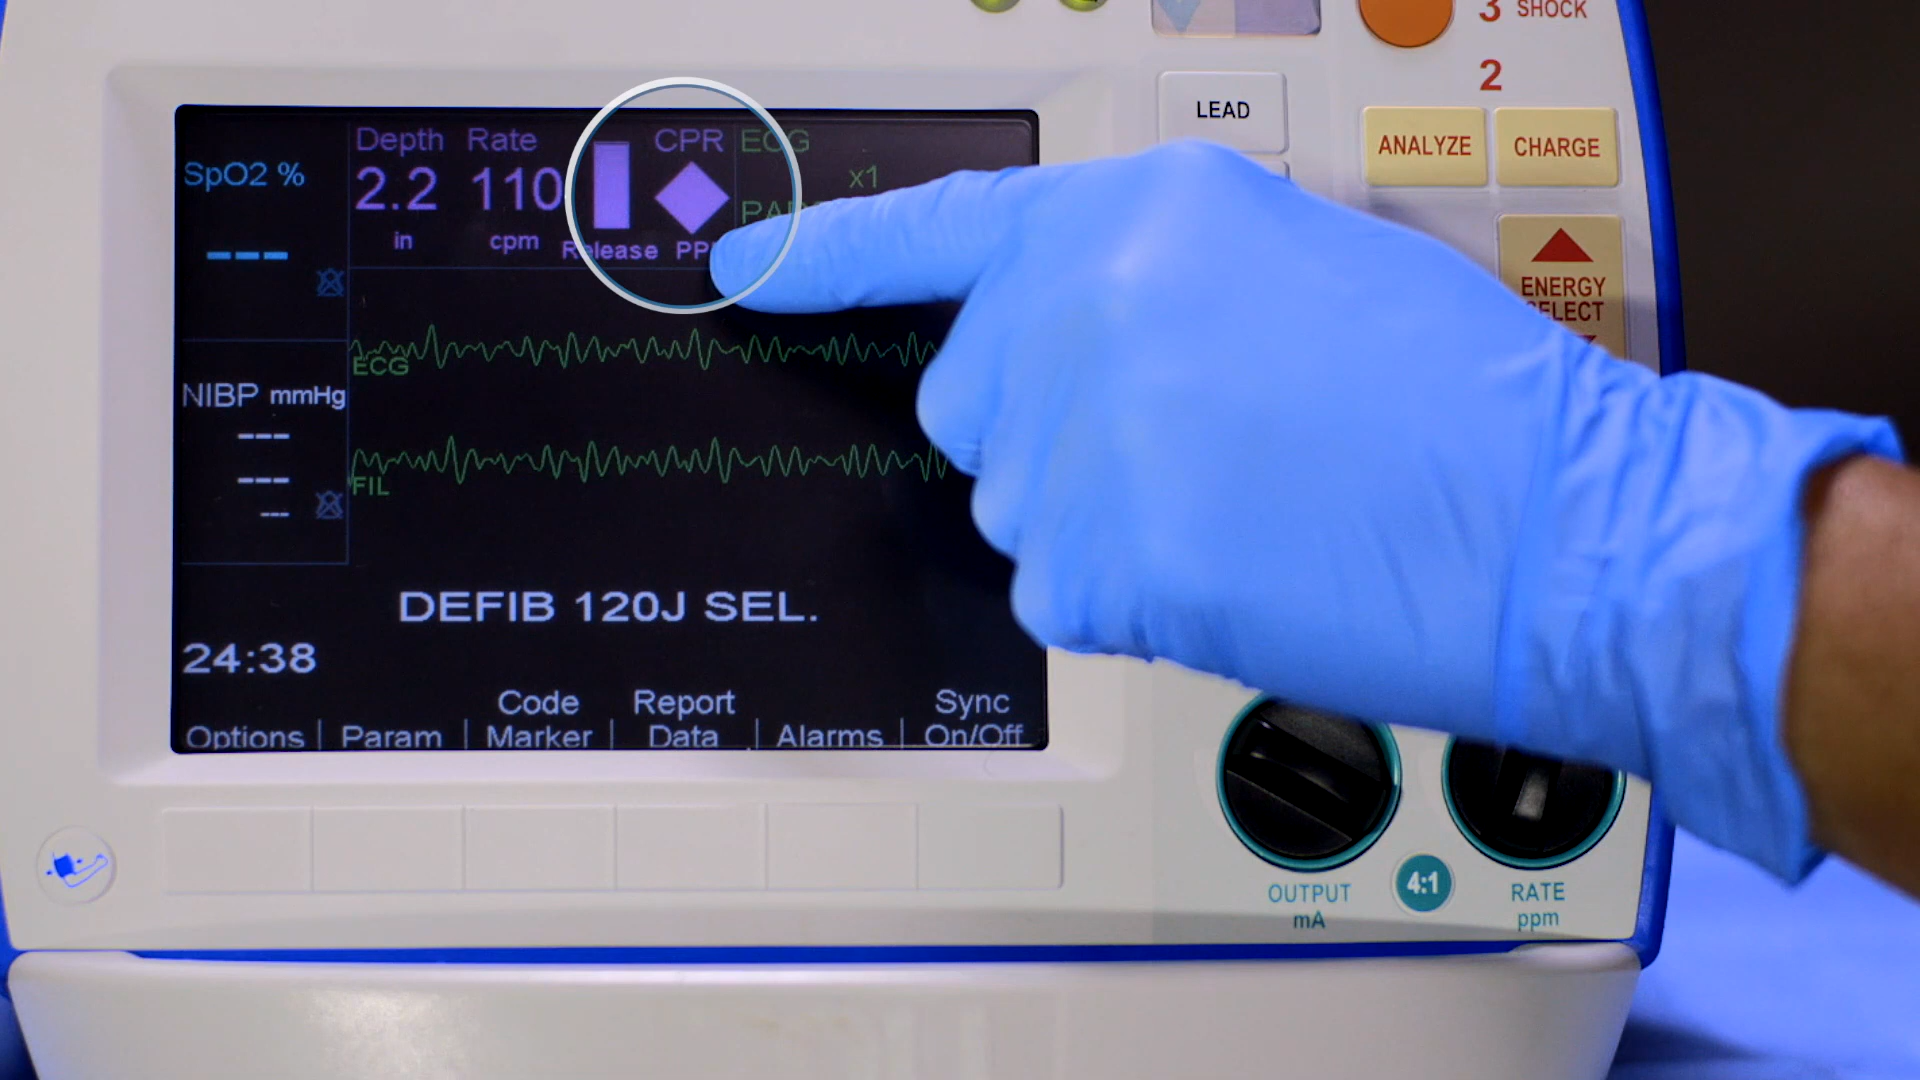 3 SHOCK
2
LEAD
ANALYZE
CHARGE
ENERGY
SELECT
Depth Rate CPR ECG
SpO2 %
2.2 110 x1
in cpm Release
NIBP mmHg
ECG
FIL
DEFIB 120J SEL.
24:38
Options
Param
Code
Marker
Report
Data
Alarms
Sync
On/Off
OUTPUT
mA
4:1
RATE
ppm